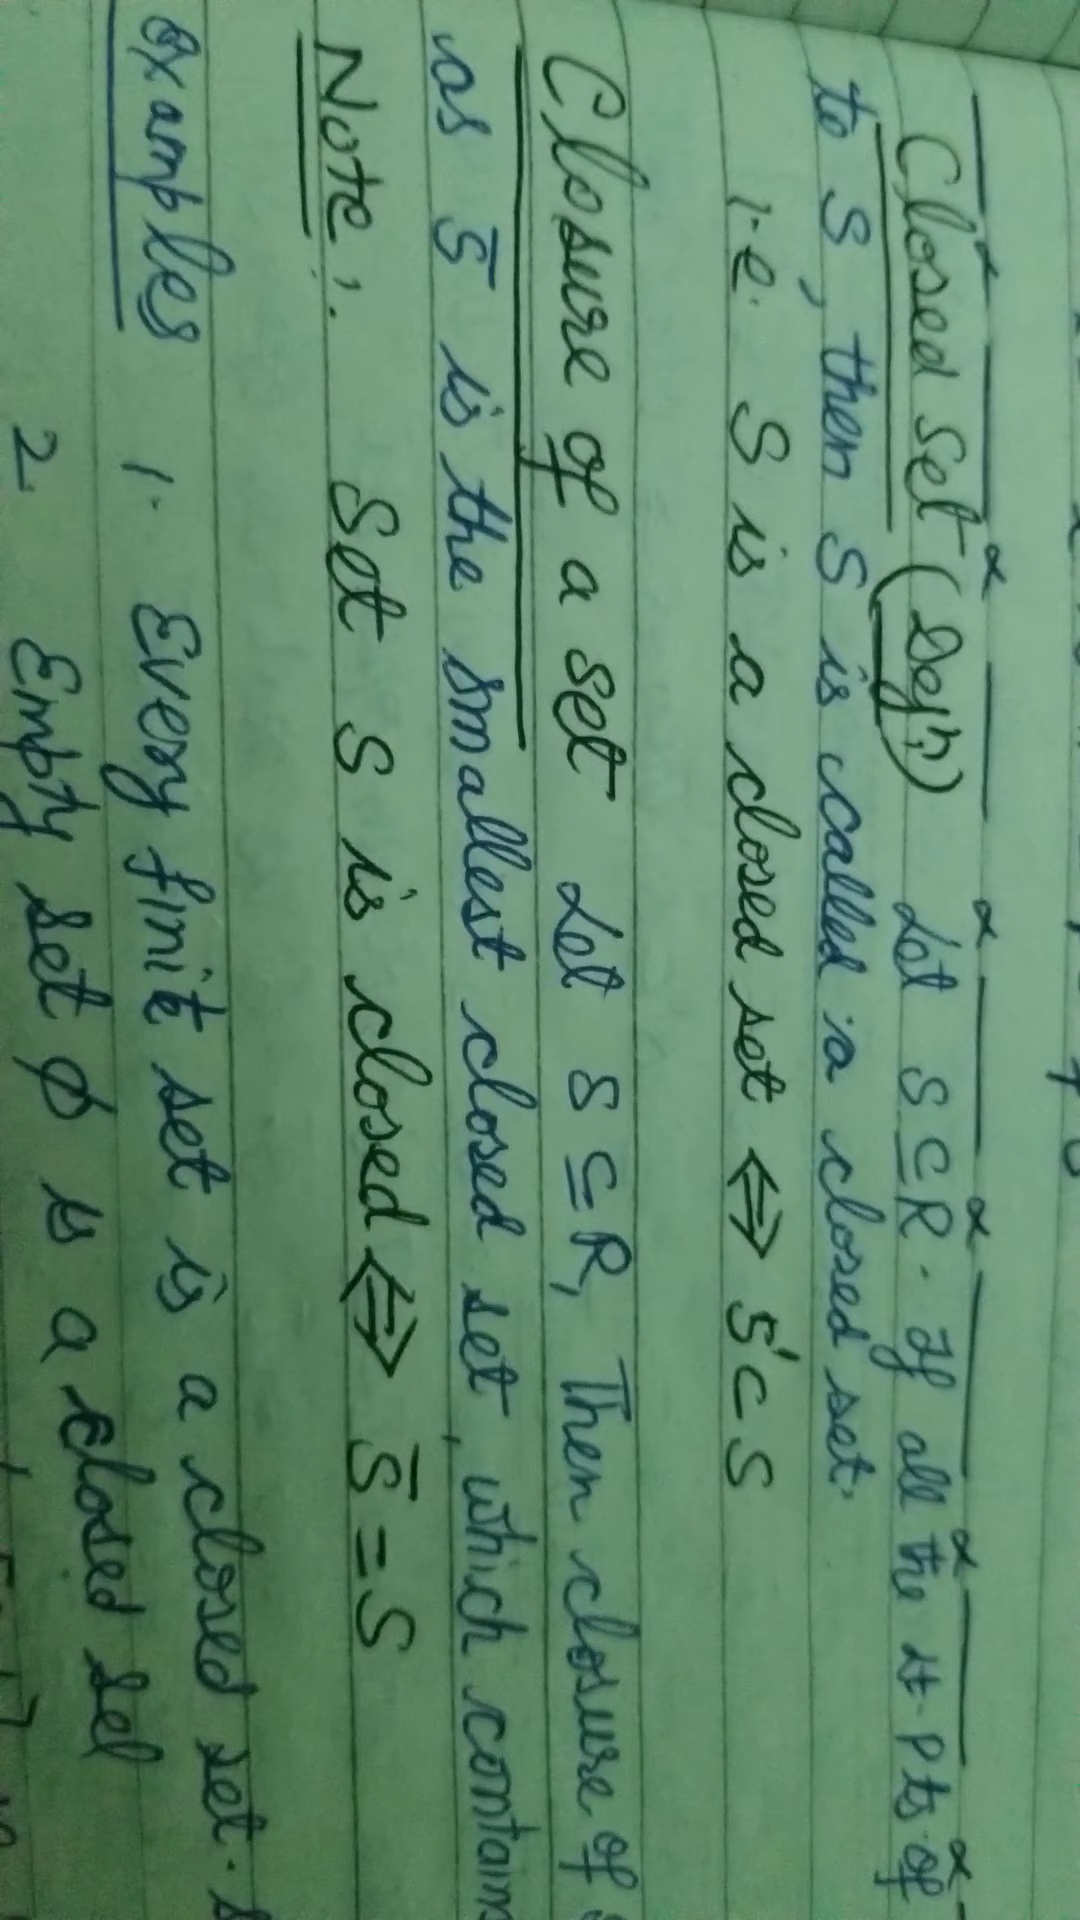 Closed Set (Defn) Let S ⊆ R. If all the lt pts of
to S, then S is called a closed set.
i.e. S is a closed set ⇔ S' ⊂ S
Closure of a set Let S ⊆ R, Then closure of
as S̄ is the smallest closed set, which contain
Note :. Set S is closed ⇔ S̄ = S
examples 1. Every finite set is a closed set.
2. Empty set ϕ is a closed set